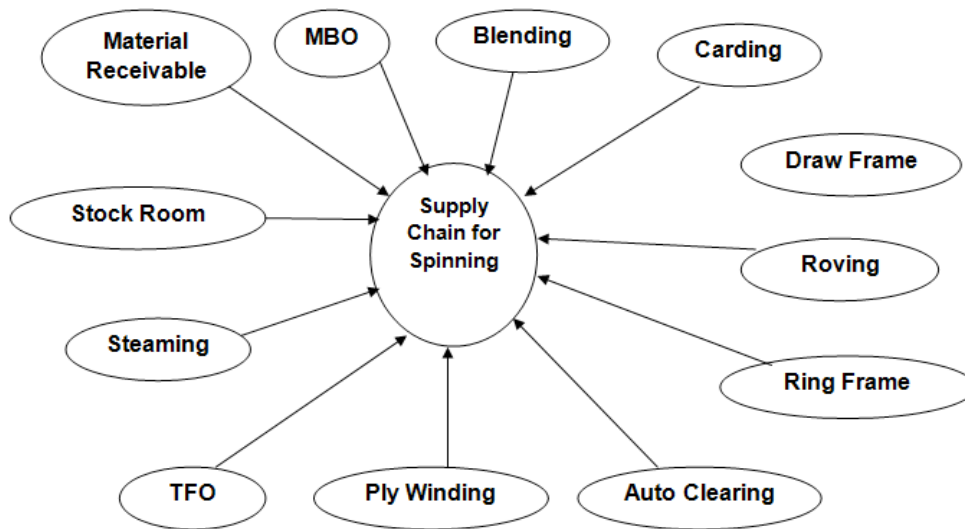 Material
Receivable
MBO
Blending
Carding
Draw Frame
Stock Room
Supply
Chain for
Spinning
Roving
Steaming
Ring Frame
TFO
Ply Winding
Auto Clearing